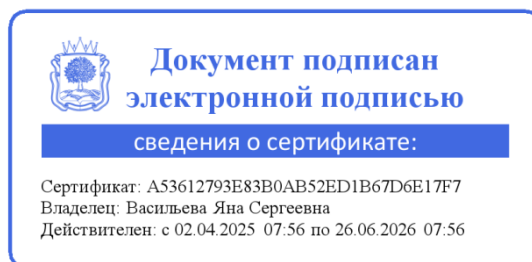 Документ подписан
электронной подписью
сведения о сертификате:
Сертификат: A53612793E83B0AB52ED1B67D6E17F7
Владелец: Васильева Яна Сергеевна
Действителен: с 02.04.2025 07:56 по 26.06.2026 07:56